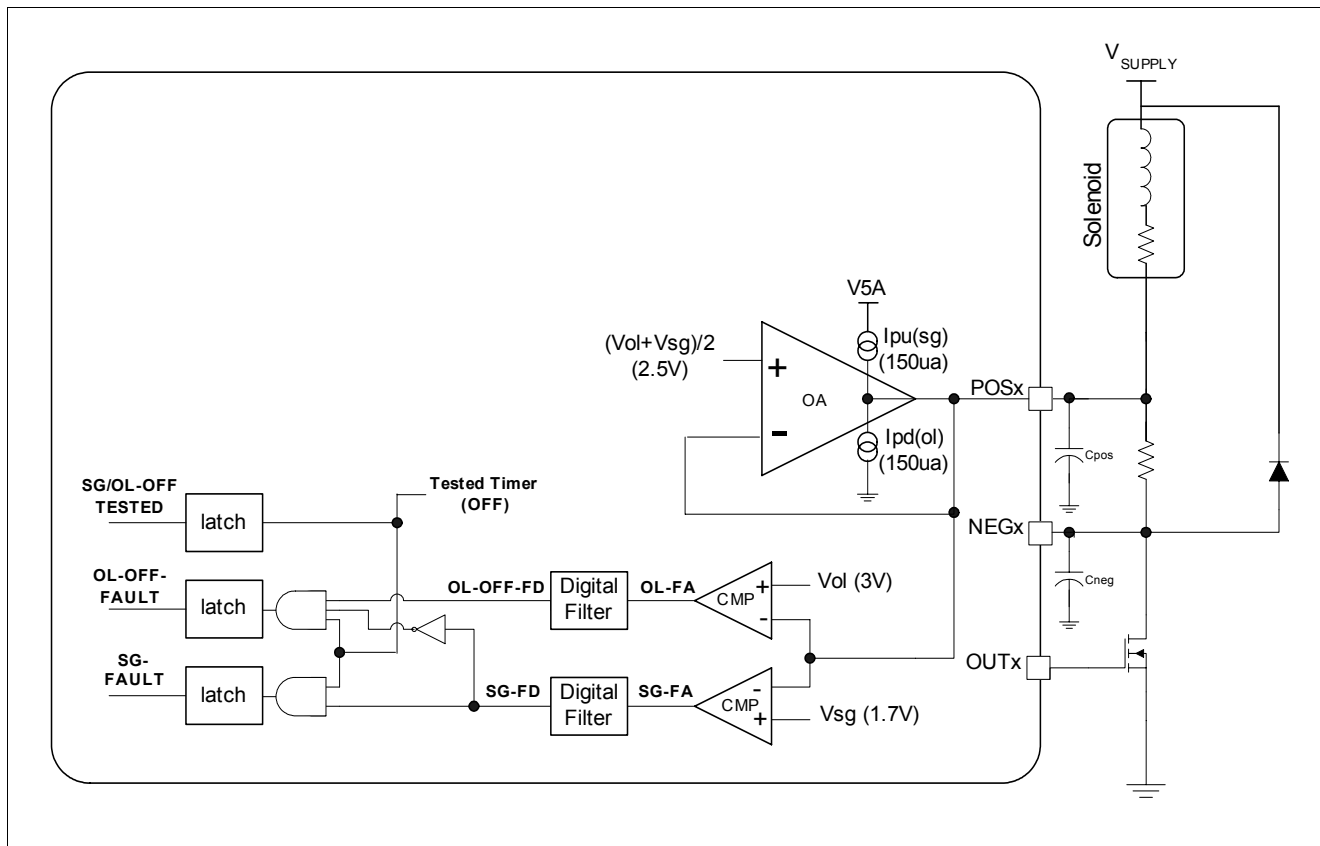 V SUPPLY
Solenoid
V5A
(Vol+Vsg)/2
(2.5V)
+
-
OA
Ipu(sg)
(150ua)
Ipd(ol)
(150ua)
POSx
Cpos
NEGx
Cneg
OUTx
SG/OL-OFF
TESTED
latch
Tested Timer
(OFF)
OL-OFF-
FAULT
latch
OL-OFF-FD
Digital
Filter
OL-FA
CMP
+
-
Vol (3V)
SG-
FAULT
latch
SG-FD
Digital
Filter
SG-FA
CMP
-
+
Vsg (1.7V)